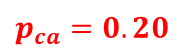 p_ca = 0.20